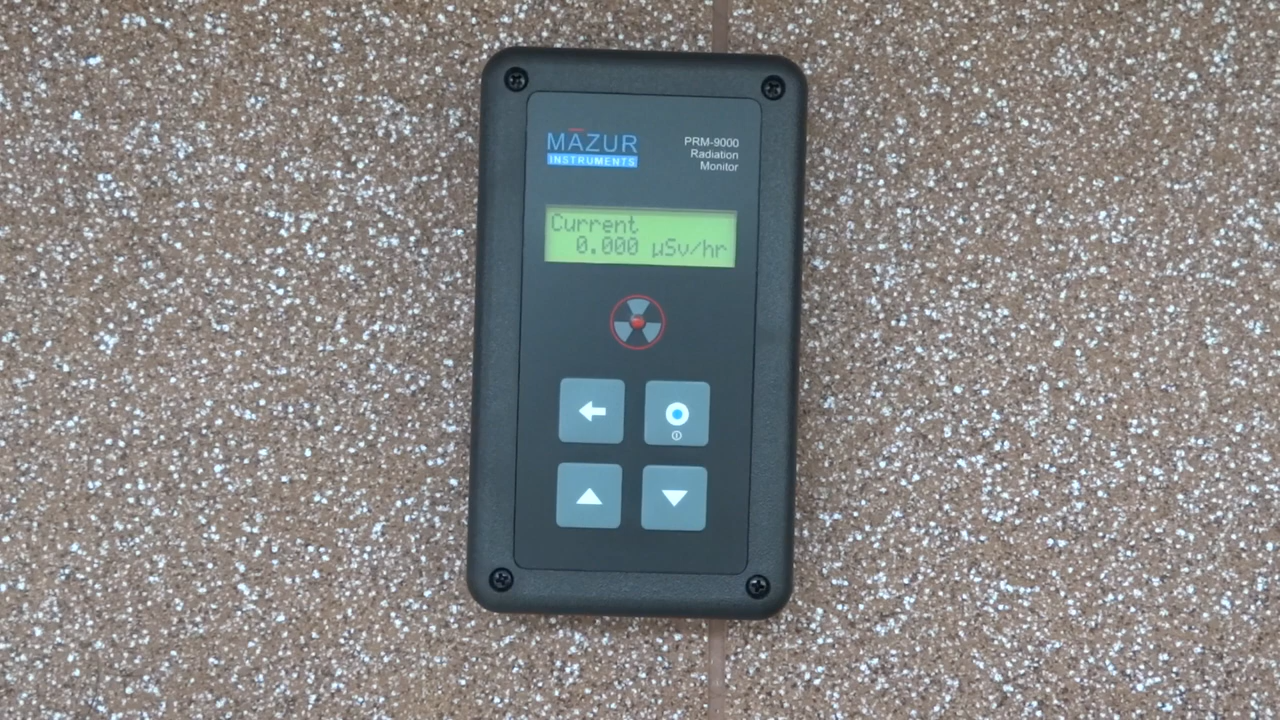 MAZUR
INSTRUMENTS
PRM-9000
Radiation
Monitor
Current
0.000 µSv/hr